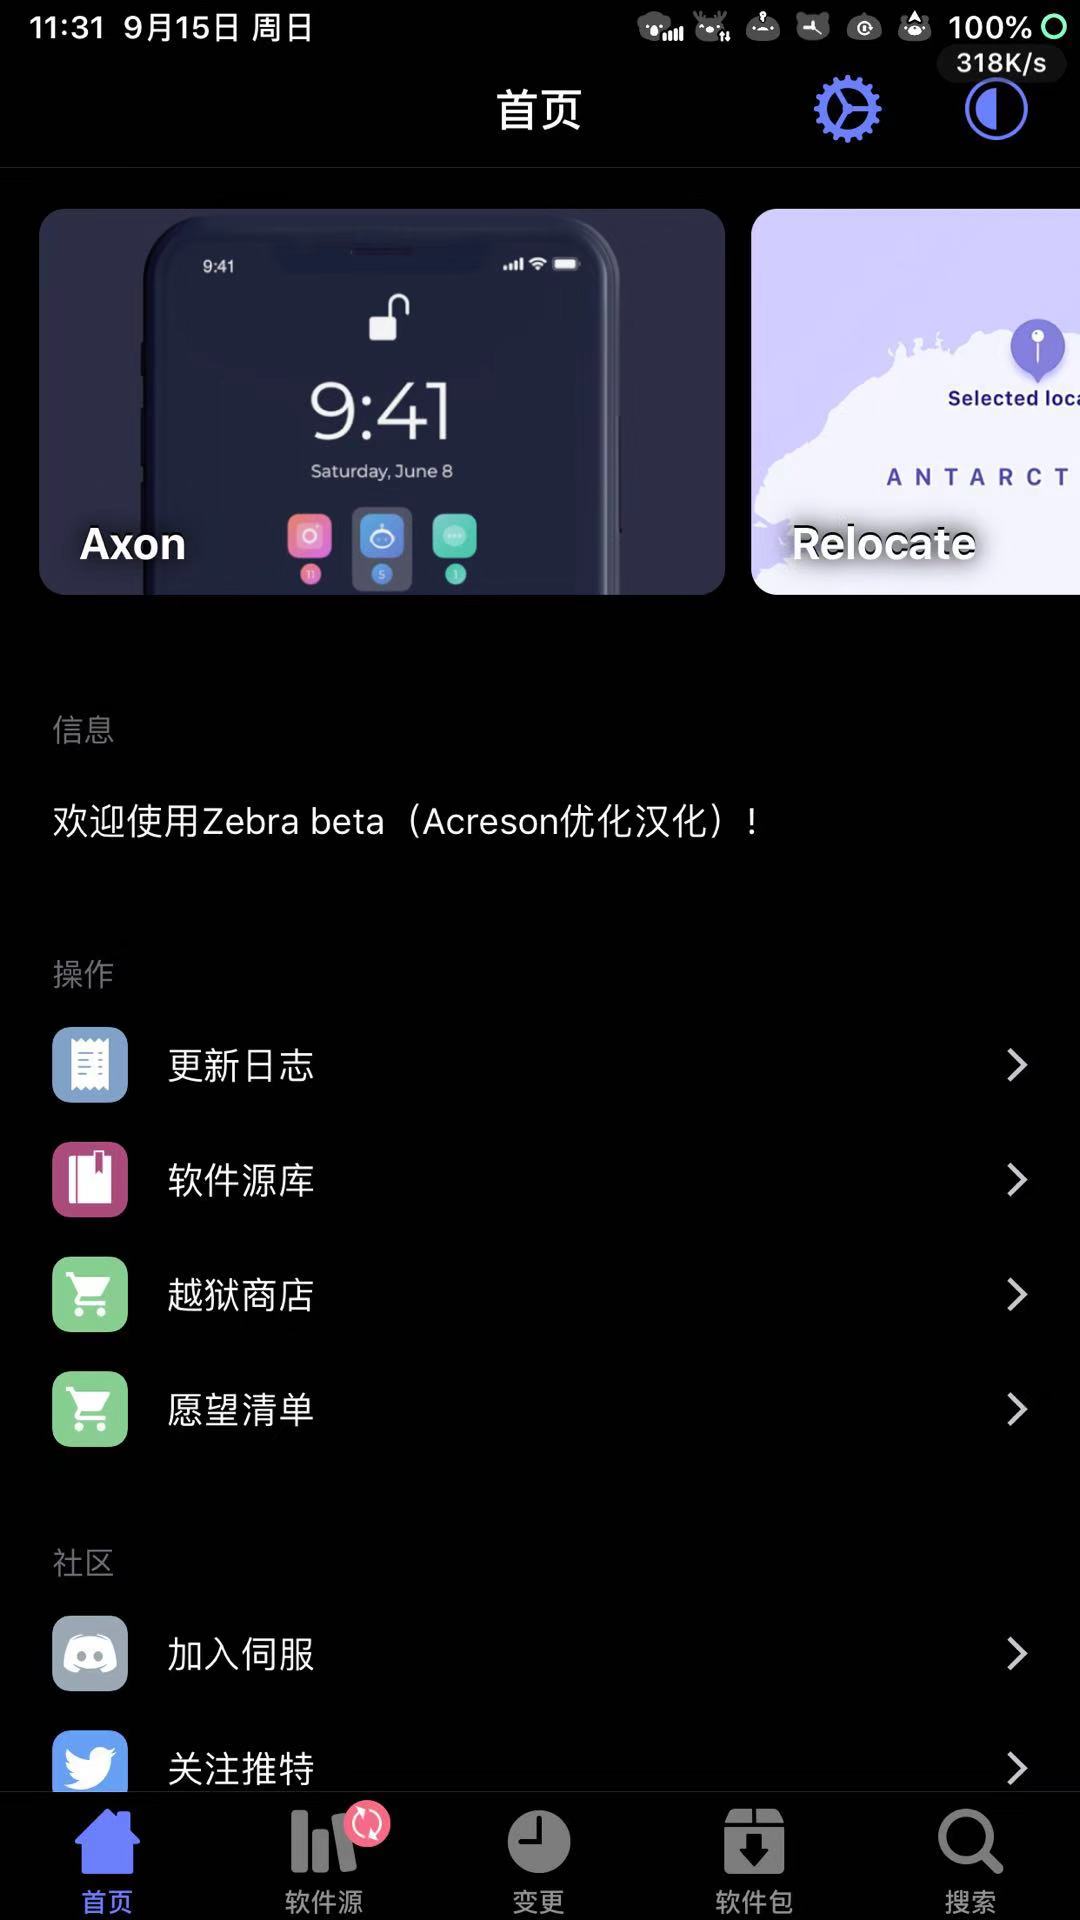 11:31 9月15日 周日
100%
318K/s
首页
9:41
9:41
Saturday, June 8
11
5
1
Axon
Selected loca
ANTARCT
Relocate
信息
欢迎使用Zebra beta（Acreson优化汉化）!
操作
更新日志
软件源库
越狱商店
愿望清单
社区
加入伺服
关注推特
首页
软件源
变更
软件包
搜索